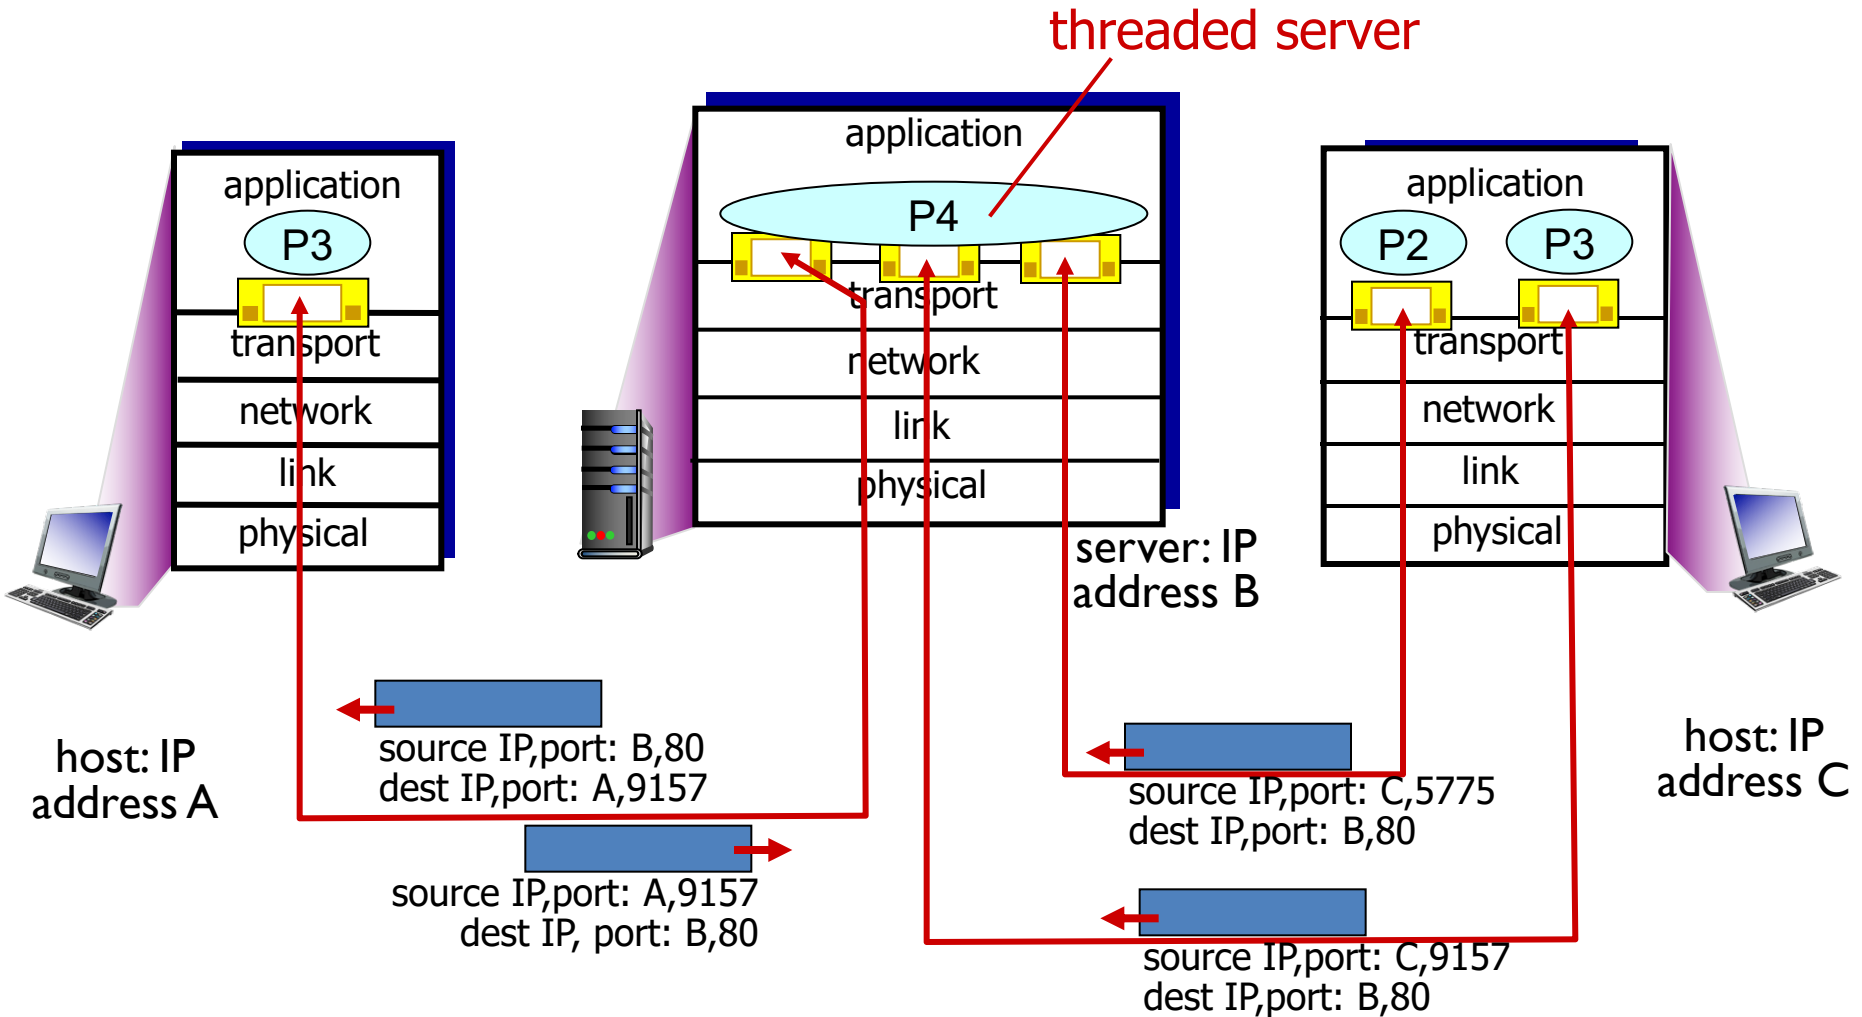 threaded server
application
P3
transport
network
link
physical
host: IP
address A
application
P4
transport
network
link
physical
server: IP
address B
application
P2
P3
transport
network
link
physical
host: IP
address C
source IP,port: B,80
dest IP,port: A,9157
source IP,port: A,9157
dest IP, port: B,80
source IP,port: C,5775
dest IP,port: B,80
source IP,port: C,9157
dest IP,port: B,80